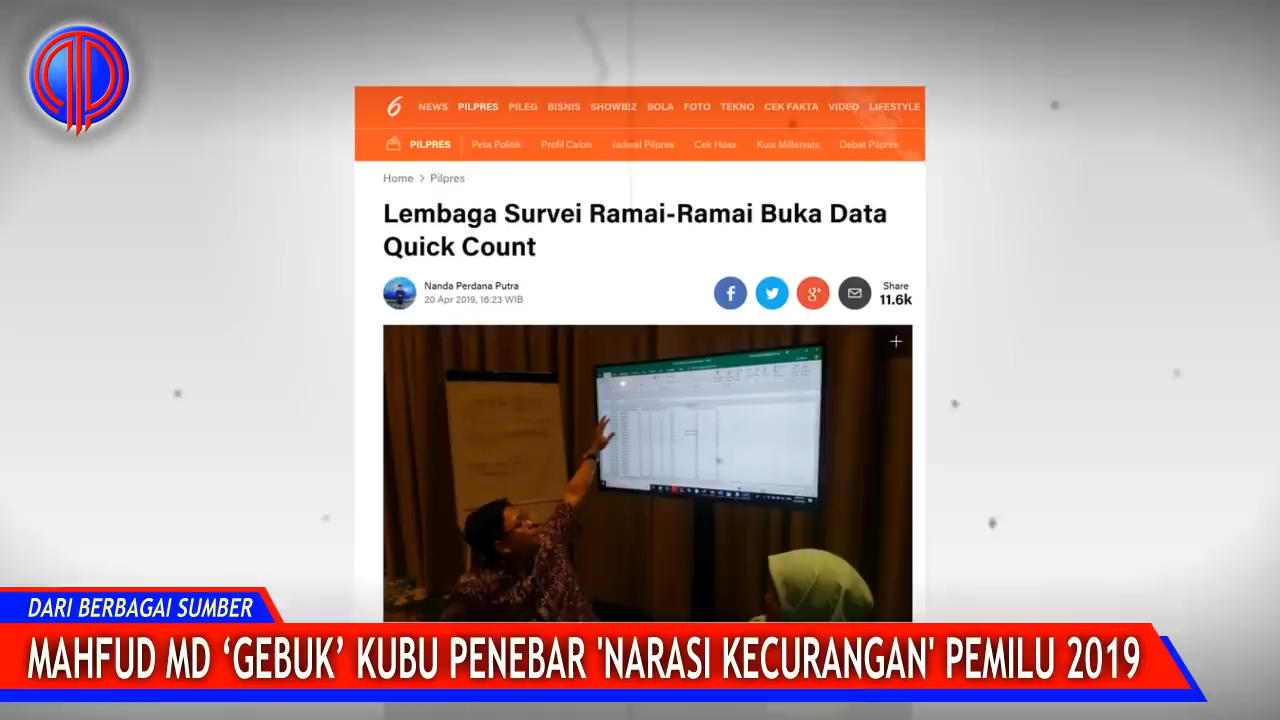 6 NEWS PILPRES PILEG BISNIS SHOWBIZ BOLA FOTO TEKNO CEK FAKTA VIDEO LIFESTYLE
PILPRES Peta Politik Profil Calon Jadwal Pilpres Cek Hoax Kuis Millenials Debat Pilpres
Home > Pilpres
Lembaga Survei Ramai-Ramai Buka Data
Quick Count
Nanda Perdana Putra
20 Apr 2019, 16:23 WIB
Share
11.6k
DARI BERBAGAI SUMBER
MAHFUD MD ‘GEBUK’ KUBU PENEBAR 'NARASI KECURANGAN' PEMILU 2019